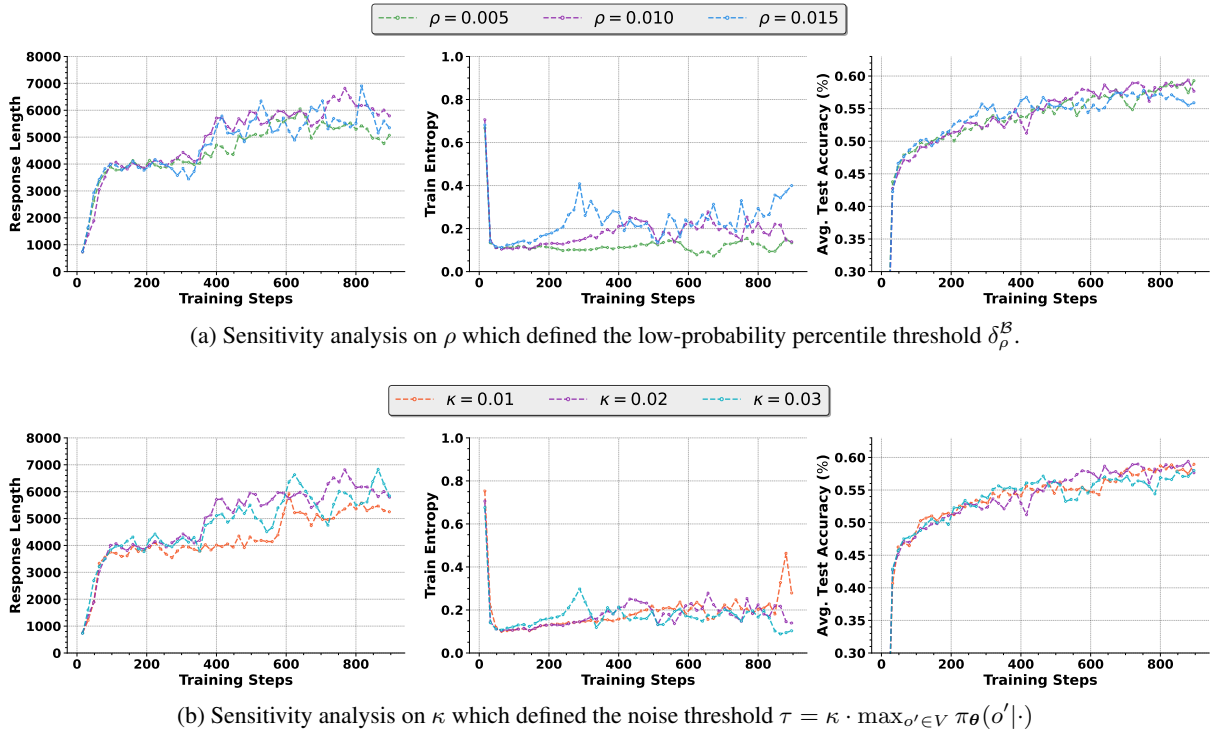 ρ = 0.005 ρ = 0.010 ρ = 0.015
8000
7000
6000
5000
4000
3000
2000
1000
0
Response Length
0 200 400 600 800
Training Steps
1.0
0.8
0.6
0.4
0.2
0.0
Train Entropy
0 200 400 600 800
Training Steps
0.60
0.55
0.50
0.45
0.40
0.35
0.30
Avg. Test Accuracy (%)
0 200 400 600 800
Training Steps
(a) Sensitivity analysis on ρ which defined the low-probability percentile threshold δ_ρ^ℬ.
κ = 0.01 κ = 0.02 κ = 0.03
8000
7000
6000
5000
4000
3000
2000
1000
0
Response Length
0 200 400 600 800
Training Steps
1.0
0.8
0.6
0.4
0.2
0.0
Train Entropy
0 200 400 600 800
Training Steps
0.60
0.55
0.50
0.45
0.40
0.35
0.30
Avg. Test Accuracy (%)
0 200 400 600 800
Training Steps
(b) Sensitivity analysis on κ which defined the noise threshold τ = κ · max_{o′∈V} π_θ(o′|·)